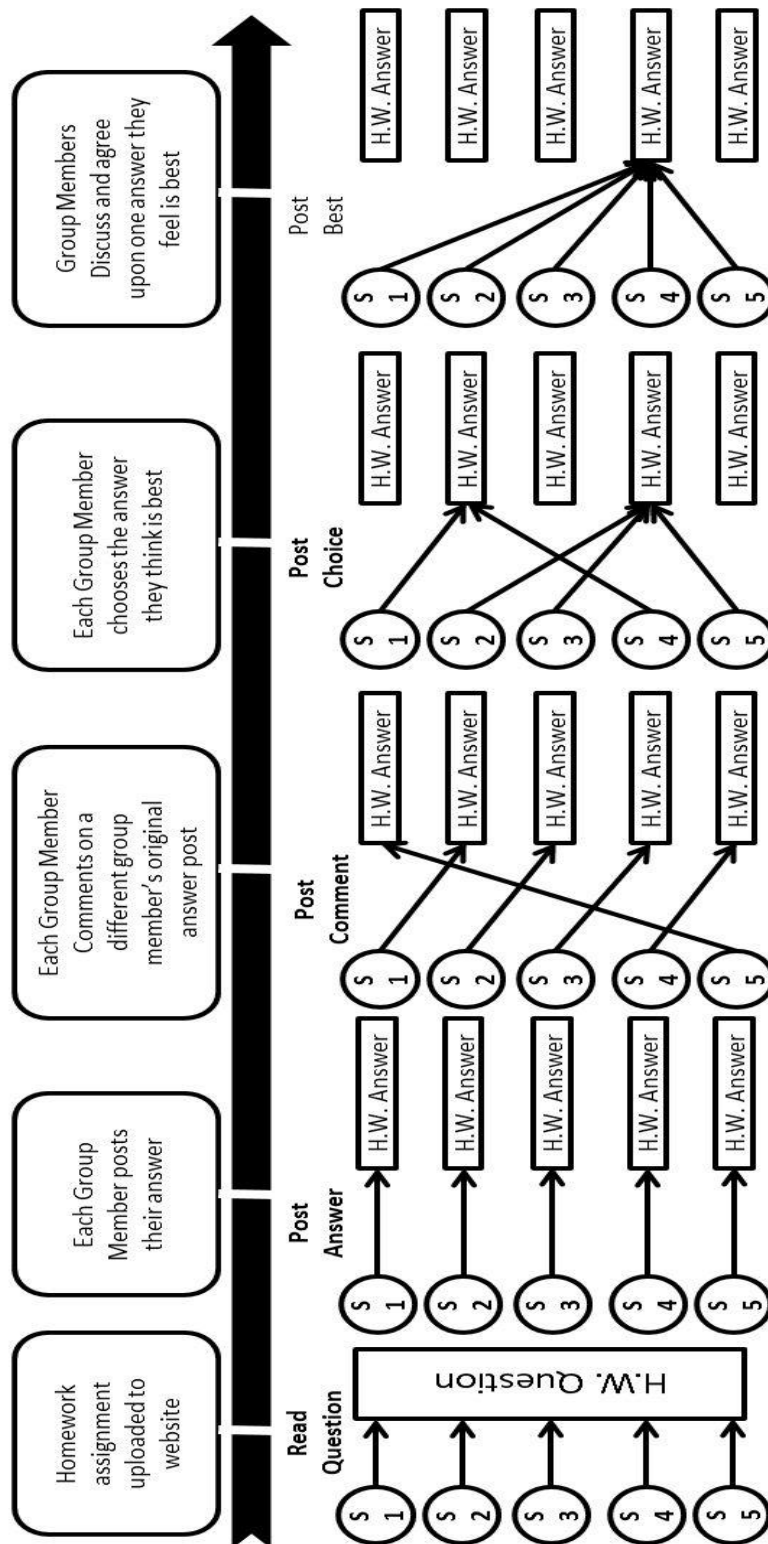 Homework
assignment
uploaded to
website
Each Group
Member posts
their answer
Each Group Member
Comments on a
different group
member's original
answer post
Each Group Member
chooses the answer
they think is best
Group Members
Discuss and agree
upon one answer they
feel is best
Read
Question
Post
Answer
Post
Comment
Post
Choice
Post
Best
S
1
S
2
S
3
S
4
S
5
H.W. Question
S
1
S
2
S
3
S
4
S
5
H.W. Answer
H.W. Answer
H.W. Answer
H.W. Answer
H.W. Answer
S
1
S
2
S
3
S
4
S
5
H.W. Answer
H.W. Answer
H.W. Answer
H.W. Answer
H.W. Answer
S
1
S
2
S
3
S
4
S
5
H.W. Answer
H.W. Answer
H.W. Answer
H.W. Answer
H.W. Answer
S
1
S
2
S
3
S
4
S
5
H.W. Answer
H.W. Answer
H.W. Answer
H.W. Answer
H.W. Answer